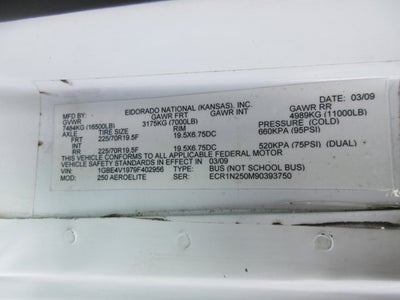 MFG BY: ELDORADO NATIONAL (KANSAS), INC. DATE: 03/09
GVWR GAWR FRT GAWR INT GAWR RR
7484KG (16500LB) 3175KG (7000LB) 4989KG (11000LB)
AXLE TIRE SIZE RIM PRESSURE (COLD)
FRT 225/70R19.5F 19.5X6.75DC 660KPA (95PSI)
INT
RR 225/70R19.5F 19.5X6.75DC 520KPA (75PSI) (DUAL)
THIS VEHICLE CONFORMS TO ALL APPLICABLE FEDERAL MOTOR
VEHICLE SAFETY STANDARDS IN EFFECT IN 03/09
VIN: 1GBE4V1979F402956 TYPE: BUS (NOT SCHOOL BUS)
MOD: 250 AEROELITE SER: ECR1N250M90393750